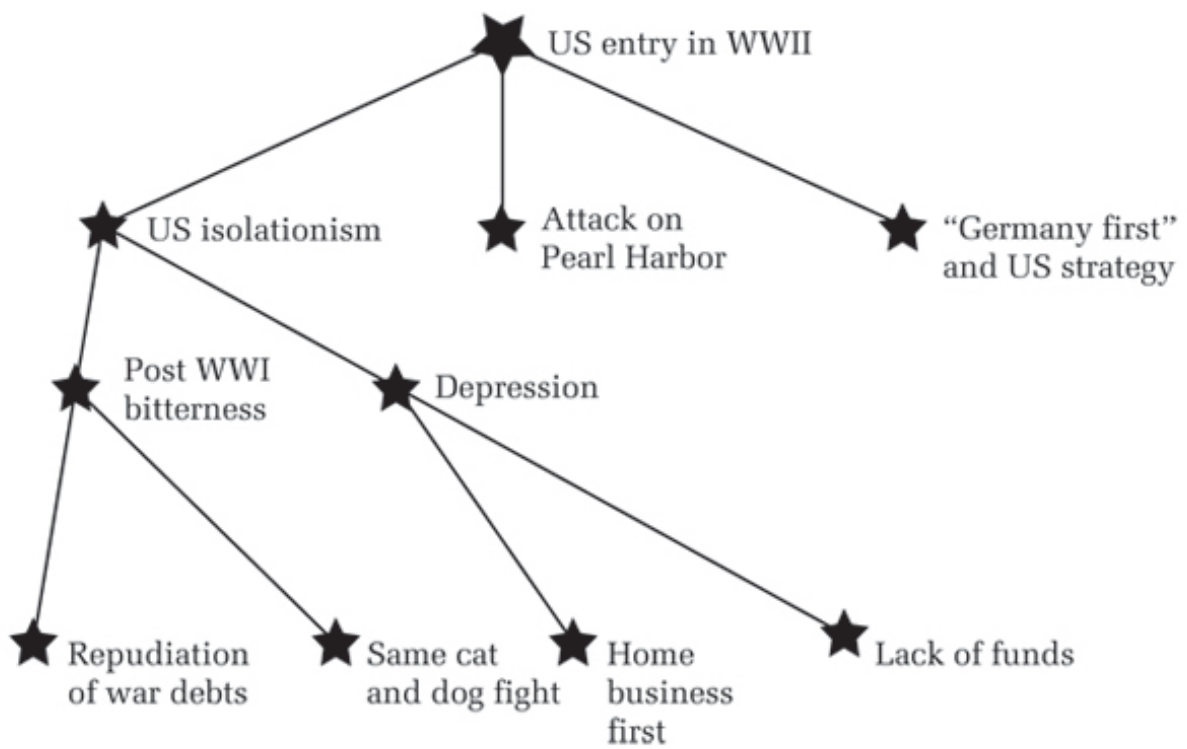 US entry in WWII
US isolationism
Attack on
Pearl Harbor
“Germany first”
and US strategy
Post WWI
bitterness
Depression
Repudiation
of war debts
Same cat
and dog fight
Home
business
first
Lack of funds